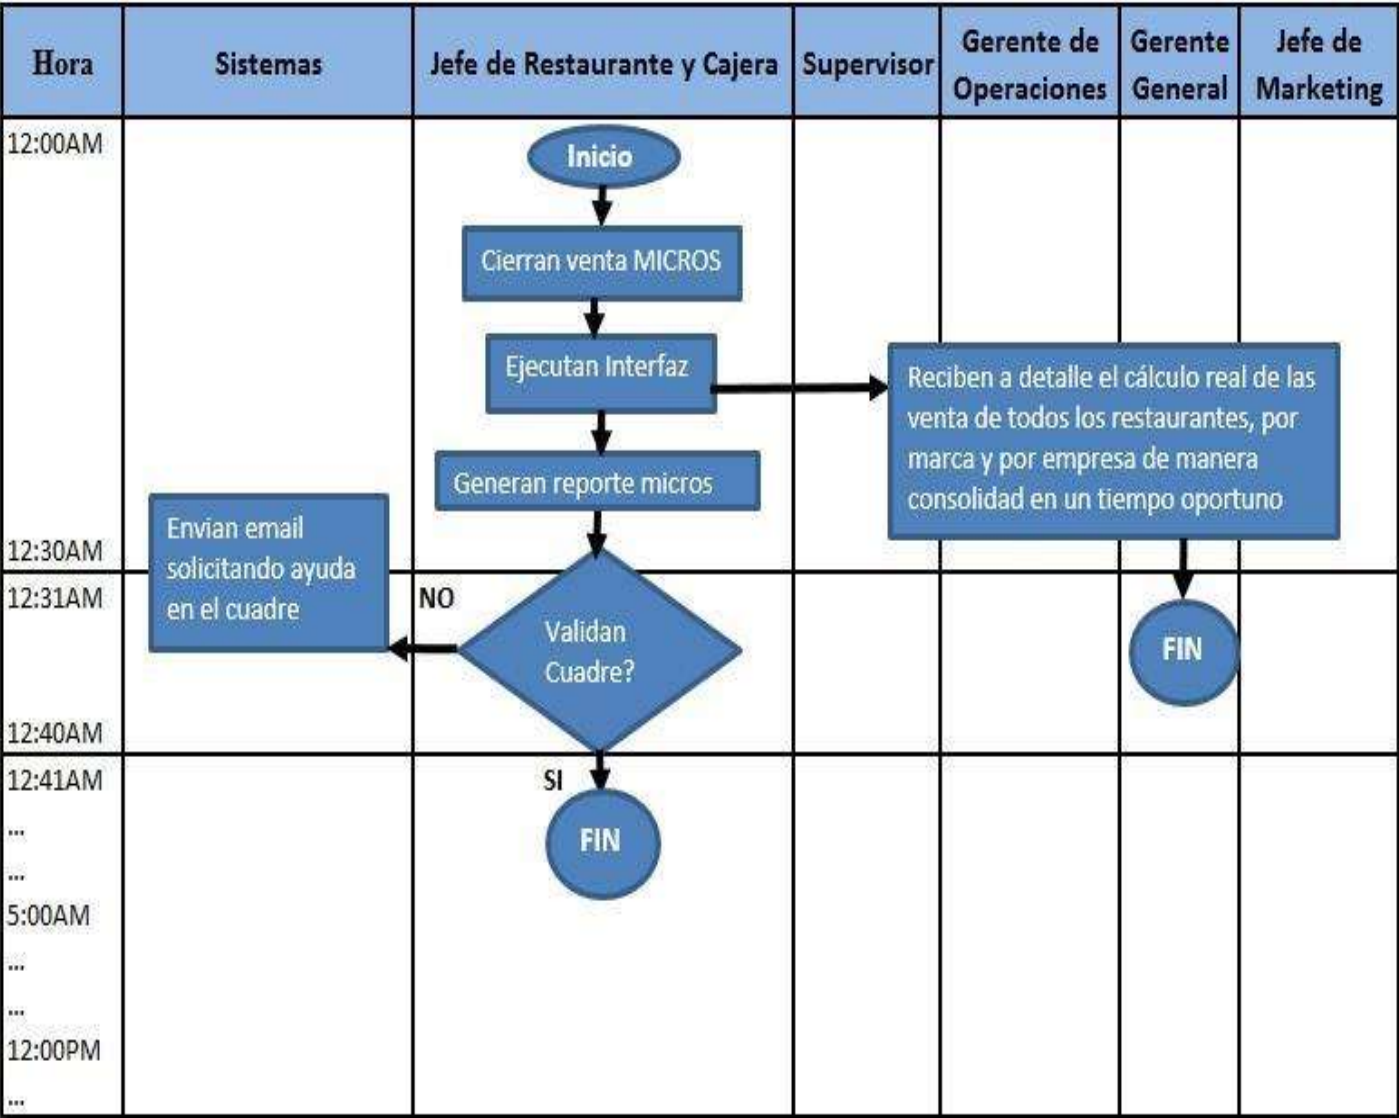 Hora
Sistemas
Jefe de Restaurante y Cajera
Supervisor
Gerente de
Operaciones
Gerente
General
Jefe de
Marketing
12:00AM
Inicio
Cierran venta MICROS
Ejecutan Interfaz
Reciben a detalle el cálculo real de las
venta de todos los restaurantes, por
marca y por empresa de manera
consolidad en un tiempo oportuno
Generan reporte micros
Envian email
solicitando ayuda
en el cuadre
12:30AM
12:31AM
NO
Validan
Cuadre?
FIN
12:40AM
12:41AM
SI
FIN
...
...
5:00AM
...
...
12:00PM
...